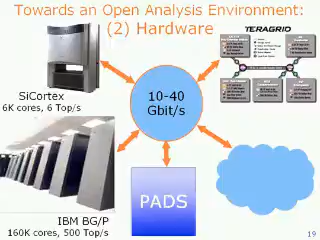 Towards an Open Analysis Environment:
(2) Hardware
TERAGRID
SiCortex
6K cores, 6 Top/s
10-40
Gbit/s
PADS
IBM BG/P
160K cores, 500 Top/s
19